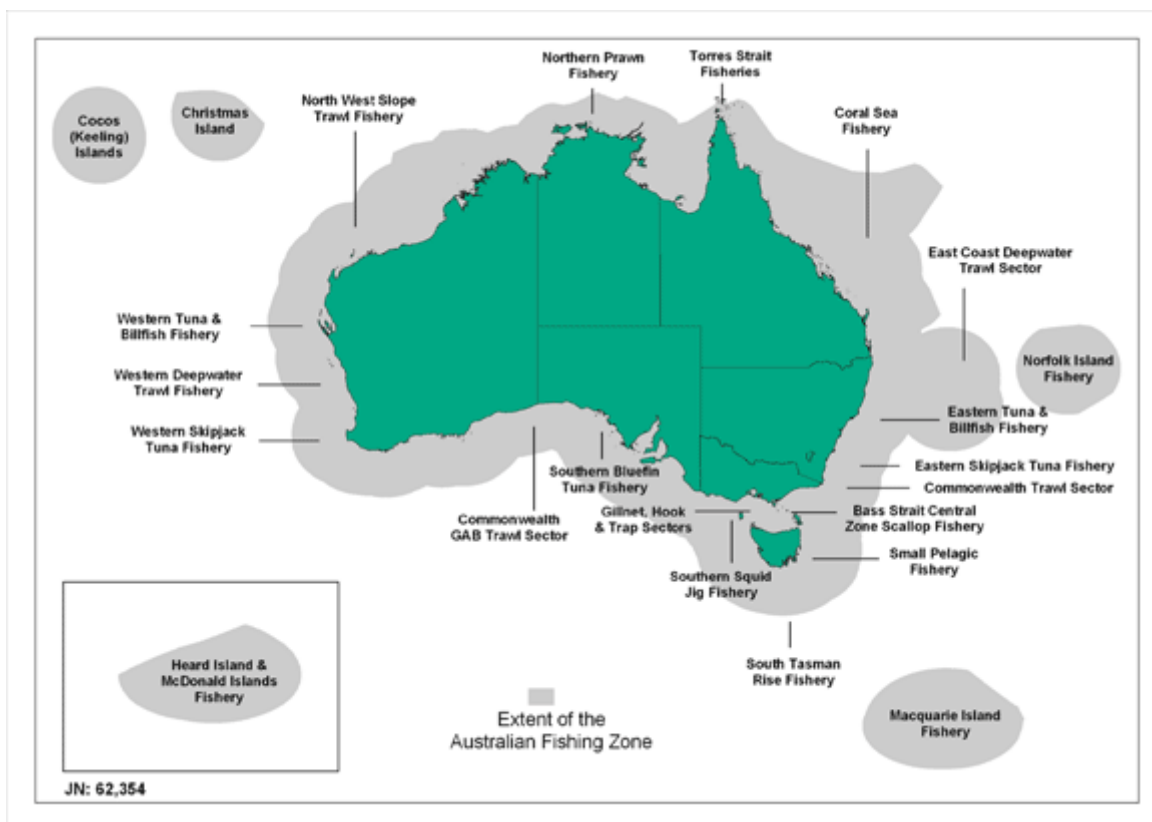 Northern Prawn
Fishery
Torres Strait
Fisheries
North West Slope
Trawl Fishery
Christmas
Island
Cocos
(Keeling)
Islands
Coral Sea
Fishery
East Coast Deepwater
Trawl Sector
Western Tuna &
Billfish Fishery
Norfolk Island
Fishery
Western Deepwater
Trawl Fishery
Eastern Tuna &
Billfish Fishery
Western Skipjack
Tuna Fishery
Eastern Skipjack Tuna Fishery
Southern Bluefin
Tuna Fishery
Commonwealth Trawl Sector
Commonwealth
GAB Trawl Sector
Gillnet, Hook
& Trap Sectors
Bass Strait Central
Zone Scallop Fishery
Small Pelagic
Fishery
Southern Squid
Jig Fishery
South Tasman
Rise Fishery
Heard Island &
McDonald Islands
Fishery
Macquarie Island
Fishery
Extent of the
Australian Fishing Zone
JN: 62,354